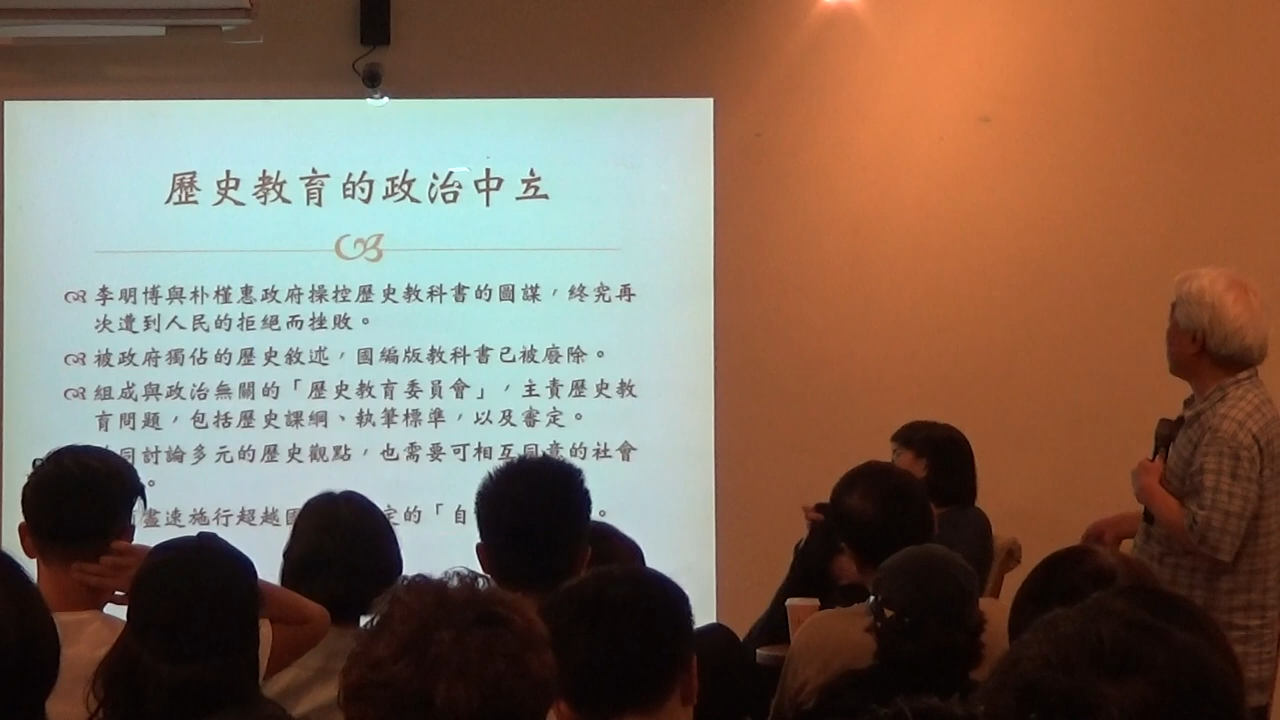 歷史教育的政治中立
李明博與朴槿惠政府操控歷史教科書的圖謀，終究再
次遭到人民的拒絕而挫敗。
被政府獨佔的歷史敘述，國編版教科書已被廢除。
組成與政治無關的「歷史教育委員會」，主責歷史教
育問題，包括歷史課綱、執筆標準，以及審定。
同討論多元的歷史觀點，也需要可相互同意的社會
。
盡速施行超越國 定的「自 。